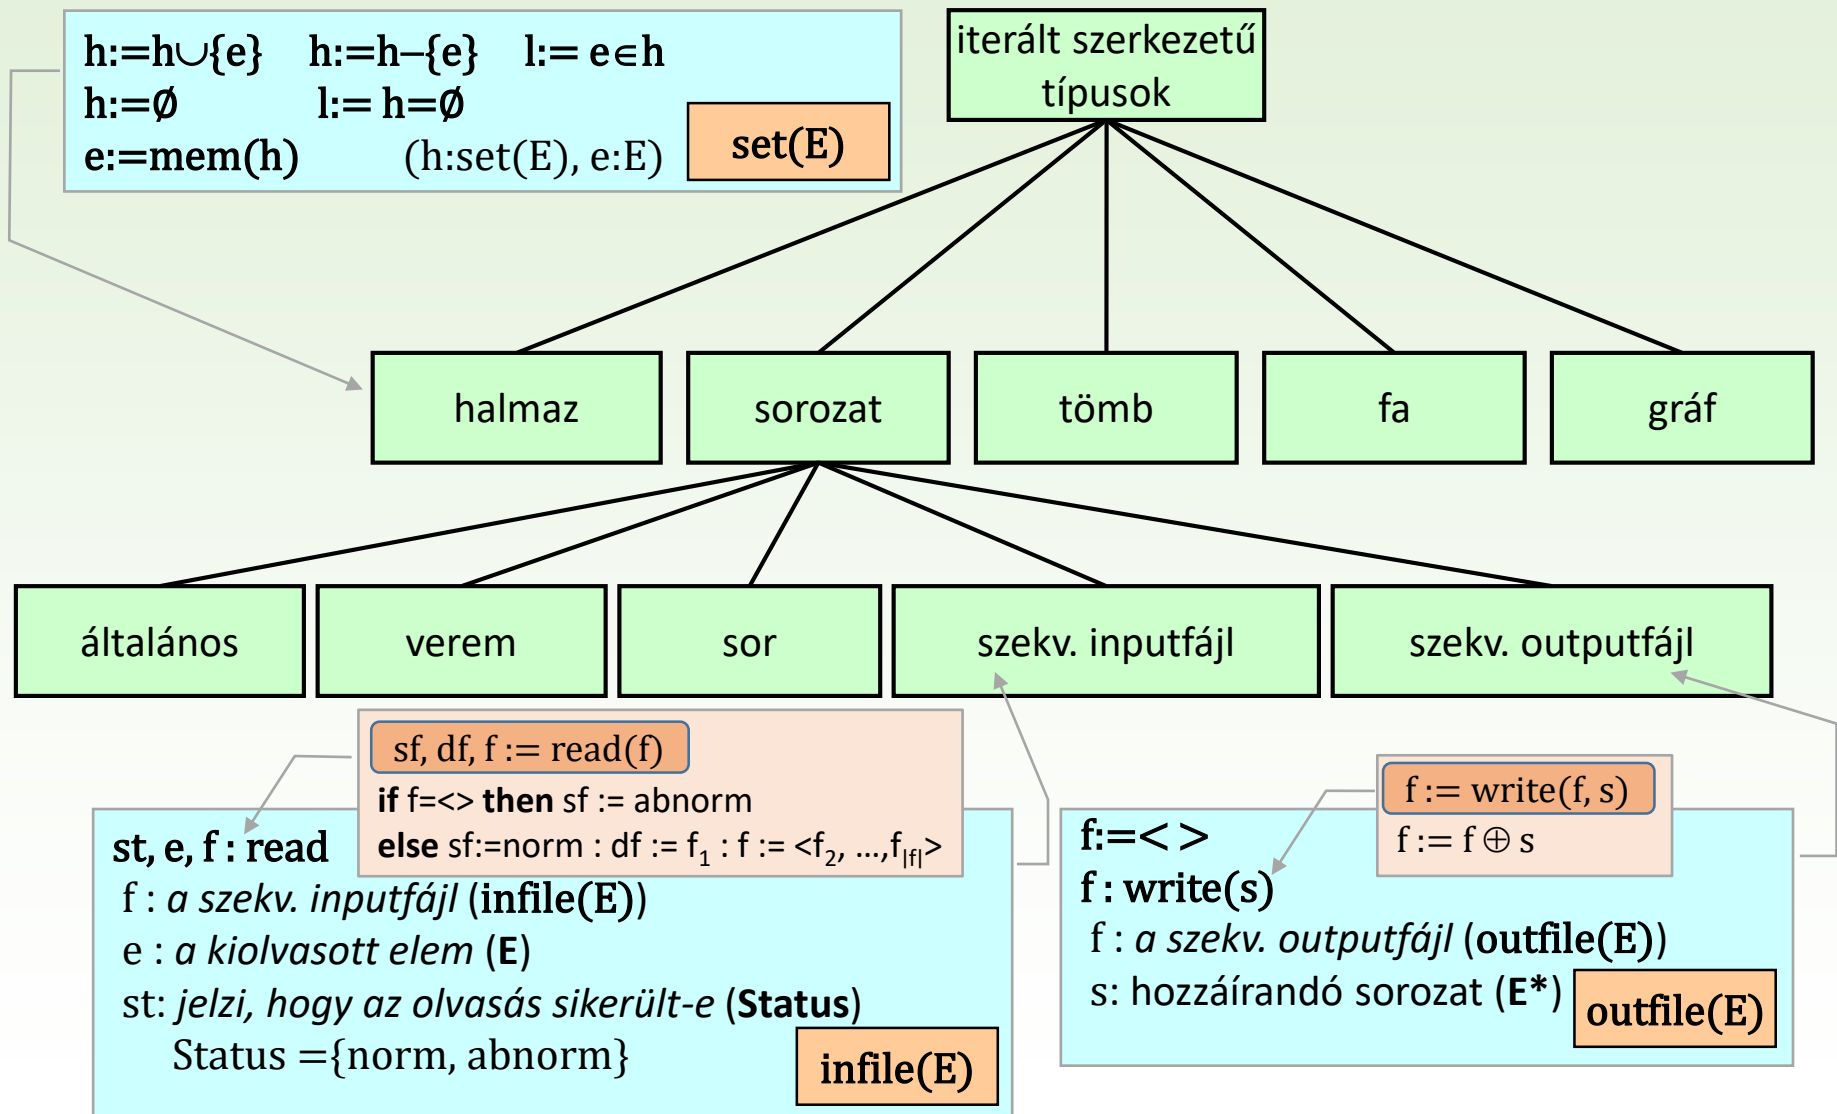 h:=h∪{e} h:=h–{e} l:= e∈h
h:=∅ l:= h=∅
e:=mem(h) (h:set(E), e:E)
set(E)
iterált szerkezetű
típusok
halmaz
sorozat
tömb
fa
gráf
általános
verem
sor
szekv. inputfájl
szekv. outputfájl
sf, df, f := read(f)
if f=<> then sf := abnorm
else sf:=norm : df := f₁ : f := <f₂, ...,f|f|>
st, e, f : read
f : a szekv. inputfájl (infile(E))
e : a kiolvasott elem (E)
st: jelzi, hogy az olvasás sikerült-e (Status)
Status ={norm, abnorm}
infile(E)
f := write(f, s)
f := f ⊕ s
f:=< >
f : write(s)
f : a szekv. outputfájl (outfile(E))
s: hozzáírandó sorozat (E*)
outfile(E)